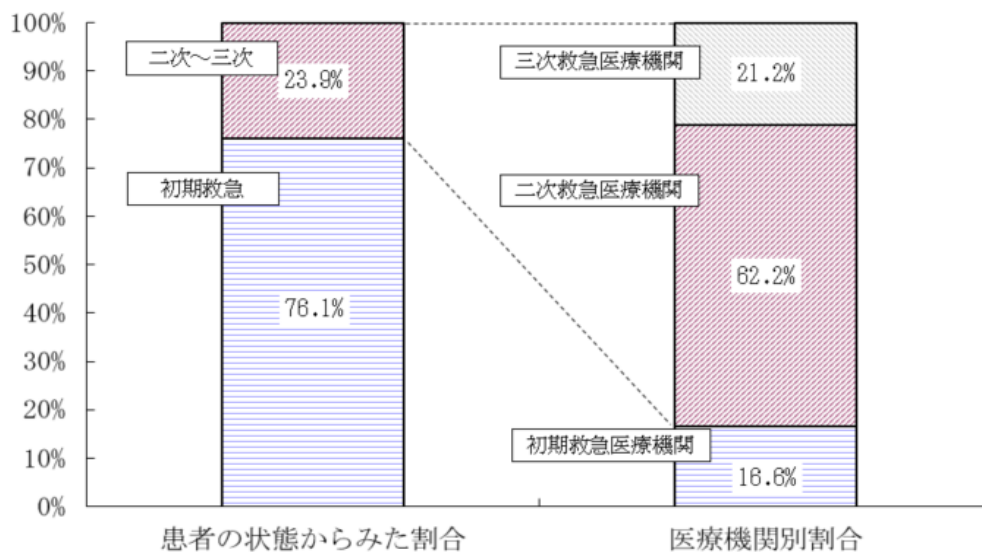 100%
90%
80%
70%
60%
50%
40%
30%
20%
10%
0%
二次～三次
23.9%
初期救急
76.1%
三次救急医療機関
21.2%
二次救急医療機関
62.2%
初期救急医療機関
16.6%
患者の状態からみた割合
医療機関別割合